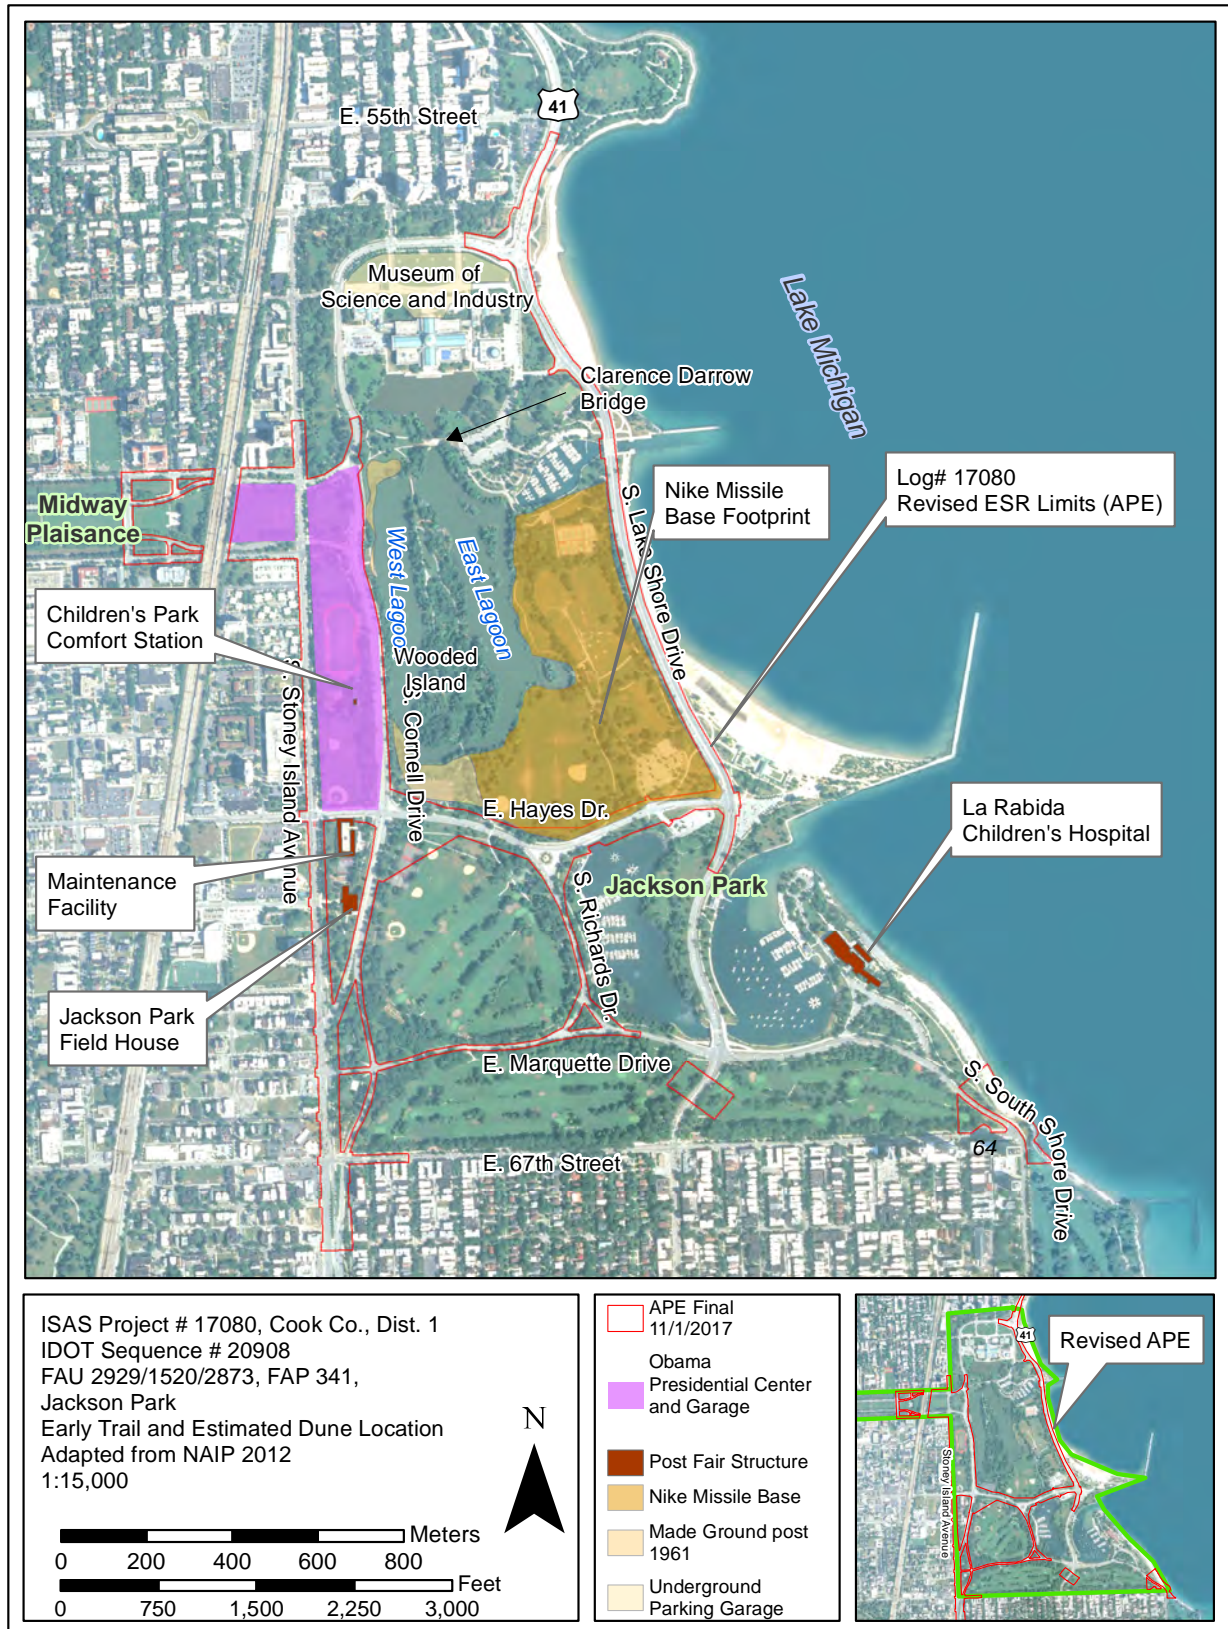 41
E. 55th Street
Museum of
Science and Industry
Lake Michigan
Clarence Darrow
Bridge
Log# 17080
Revised ESR Limits (APE)
Nike Missile
Base Footprint
S. Lake Shore Drive
Midway
Plaisance
West Lagoo
East Lagoon
Children's Park
Comfort Station
Wooded
Island
S. Stoney Island Avenue
S. Cornell Drive
E. Hayes Dr.
La Rabida
Children's Hospital
Maintenance
Facility
Jackson Park
S. Richards Dr.
Jackson Park
Field House
E. Marquette Drive
S. South Shore Drive
64
E. 67th Street
ISAS Project # 17080, Cook Co., Dist. 1
IDOT Sequence # 20908
FAU 2929/1520/2873, FAP 341,
Jackson Park
Early Trail and Estimated Dune Location
Adapted from NAIP 2012
1:15,000
N
Meters
0 200 400 600 800
Feet
0 750 1,500 2,250 3,000
APE Final
11/1/2017
Obama
Presidential Center
and Garage
Post Fair Structure
Nike Missile Base
Made Ground post
1961
Underground
Parking Garage
41
Revised APE
Stoney Island Avenue